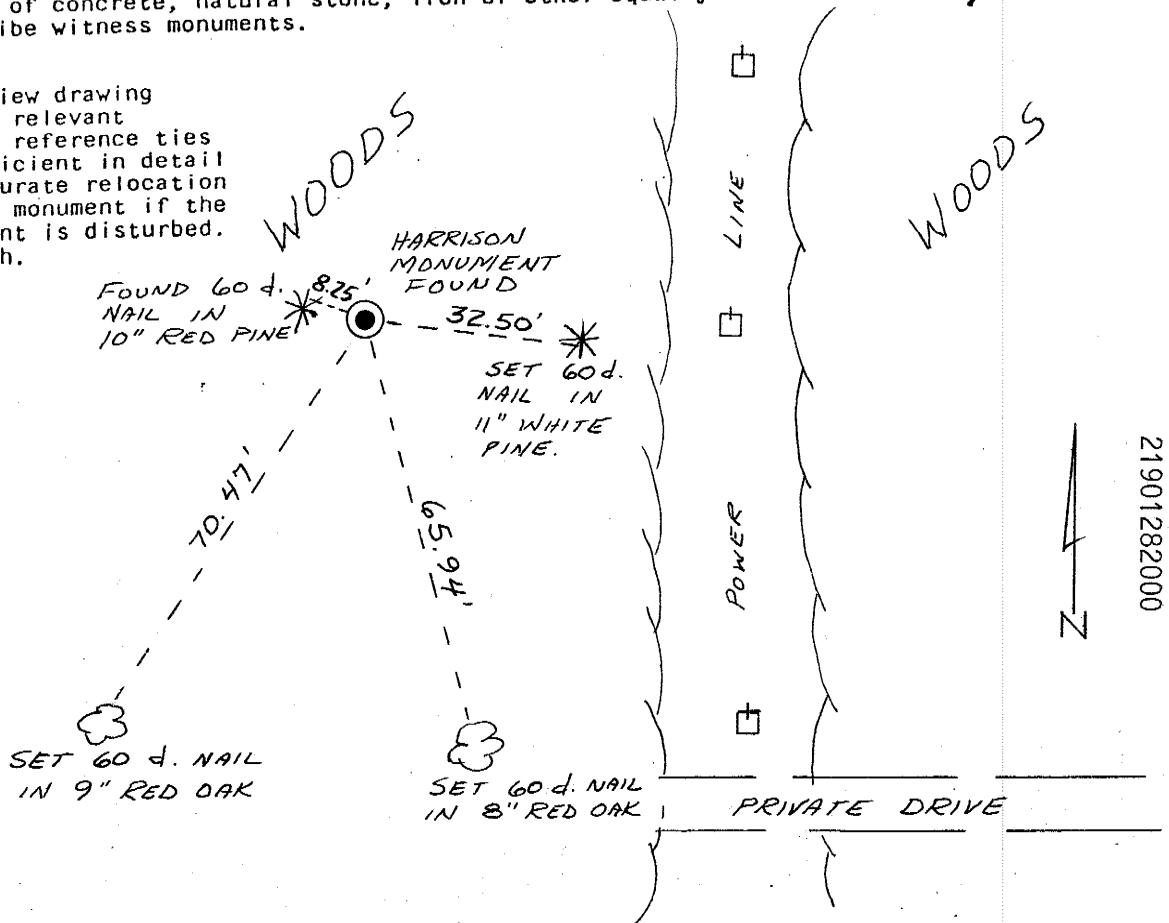 of concrete, natural stone, iron or other equally
ibe witness monuments.
iew drawing
relevant
reference ties
icient in detail
urate relocation
monument if the
nt is disturbed.
h.
WOODS
WOODS
HARRISON
MONUMENT
FOUND
FOUND 60 d.
NAIL IN
10" RED PINE
8.25'
32.50'
SET 60 d.
NAIL IN
11" WHITE
PINE.
LINE
POWER
70.47'
65.94'
N
21901282000
SET 60 d. NAIL
IN 9" RED OAK
SET 60 d. NAIL
IN 8" RED OAK
PRIVATE DRIVE